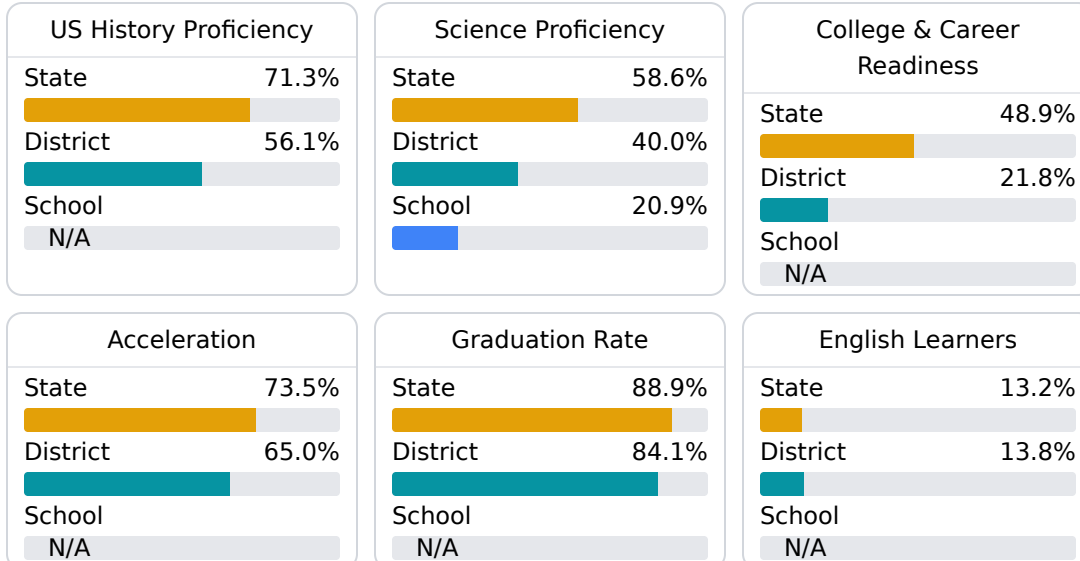 US History Proficiency
State 71.3%
District 56.1%
School
N/A
Science Proficiency
State 58.6%
District 40.0%
School 20.9%
College & Career
Readiness
State 48.9%
District 21.8%
School
N/A
Acceleration
State 73.5%
District 65.0%
School
N/A
Graduation Rate
State 88.9%
District 84.1%
School
N/A
English Learners
State 13.2%
District 13.8%
School
N/A